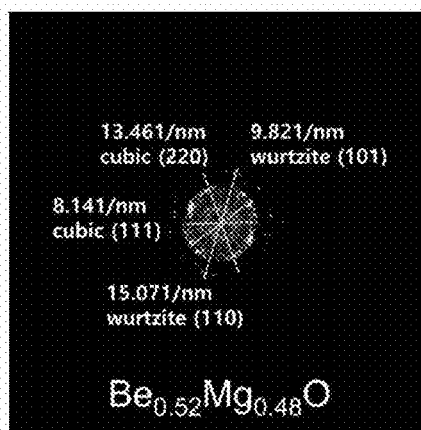 13.461/nm
cubic (220)
9.821/nm
wurtzite (101)
8.141/nm
cubic (111)
15.071/nm
wurtzite (110)
Be0.52Mg0.48O